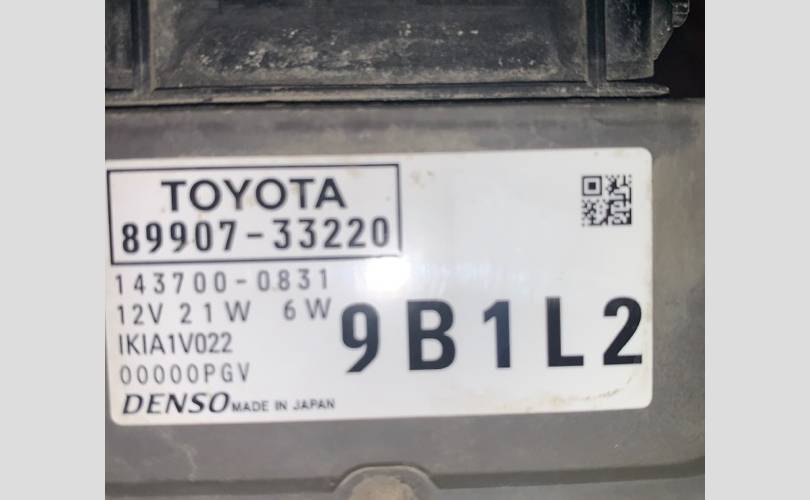 TOYOTA
89907-33220
143700-0831
12V 21W 6W
IKIA1V022
00000PGV
9B1L2
DENSO MADE IN JAPAN